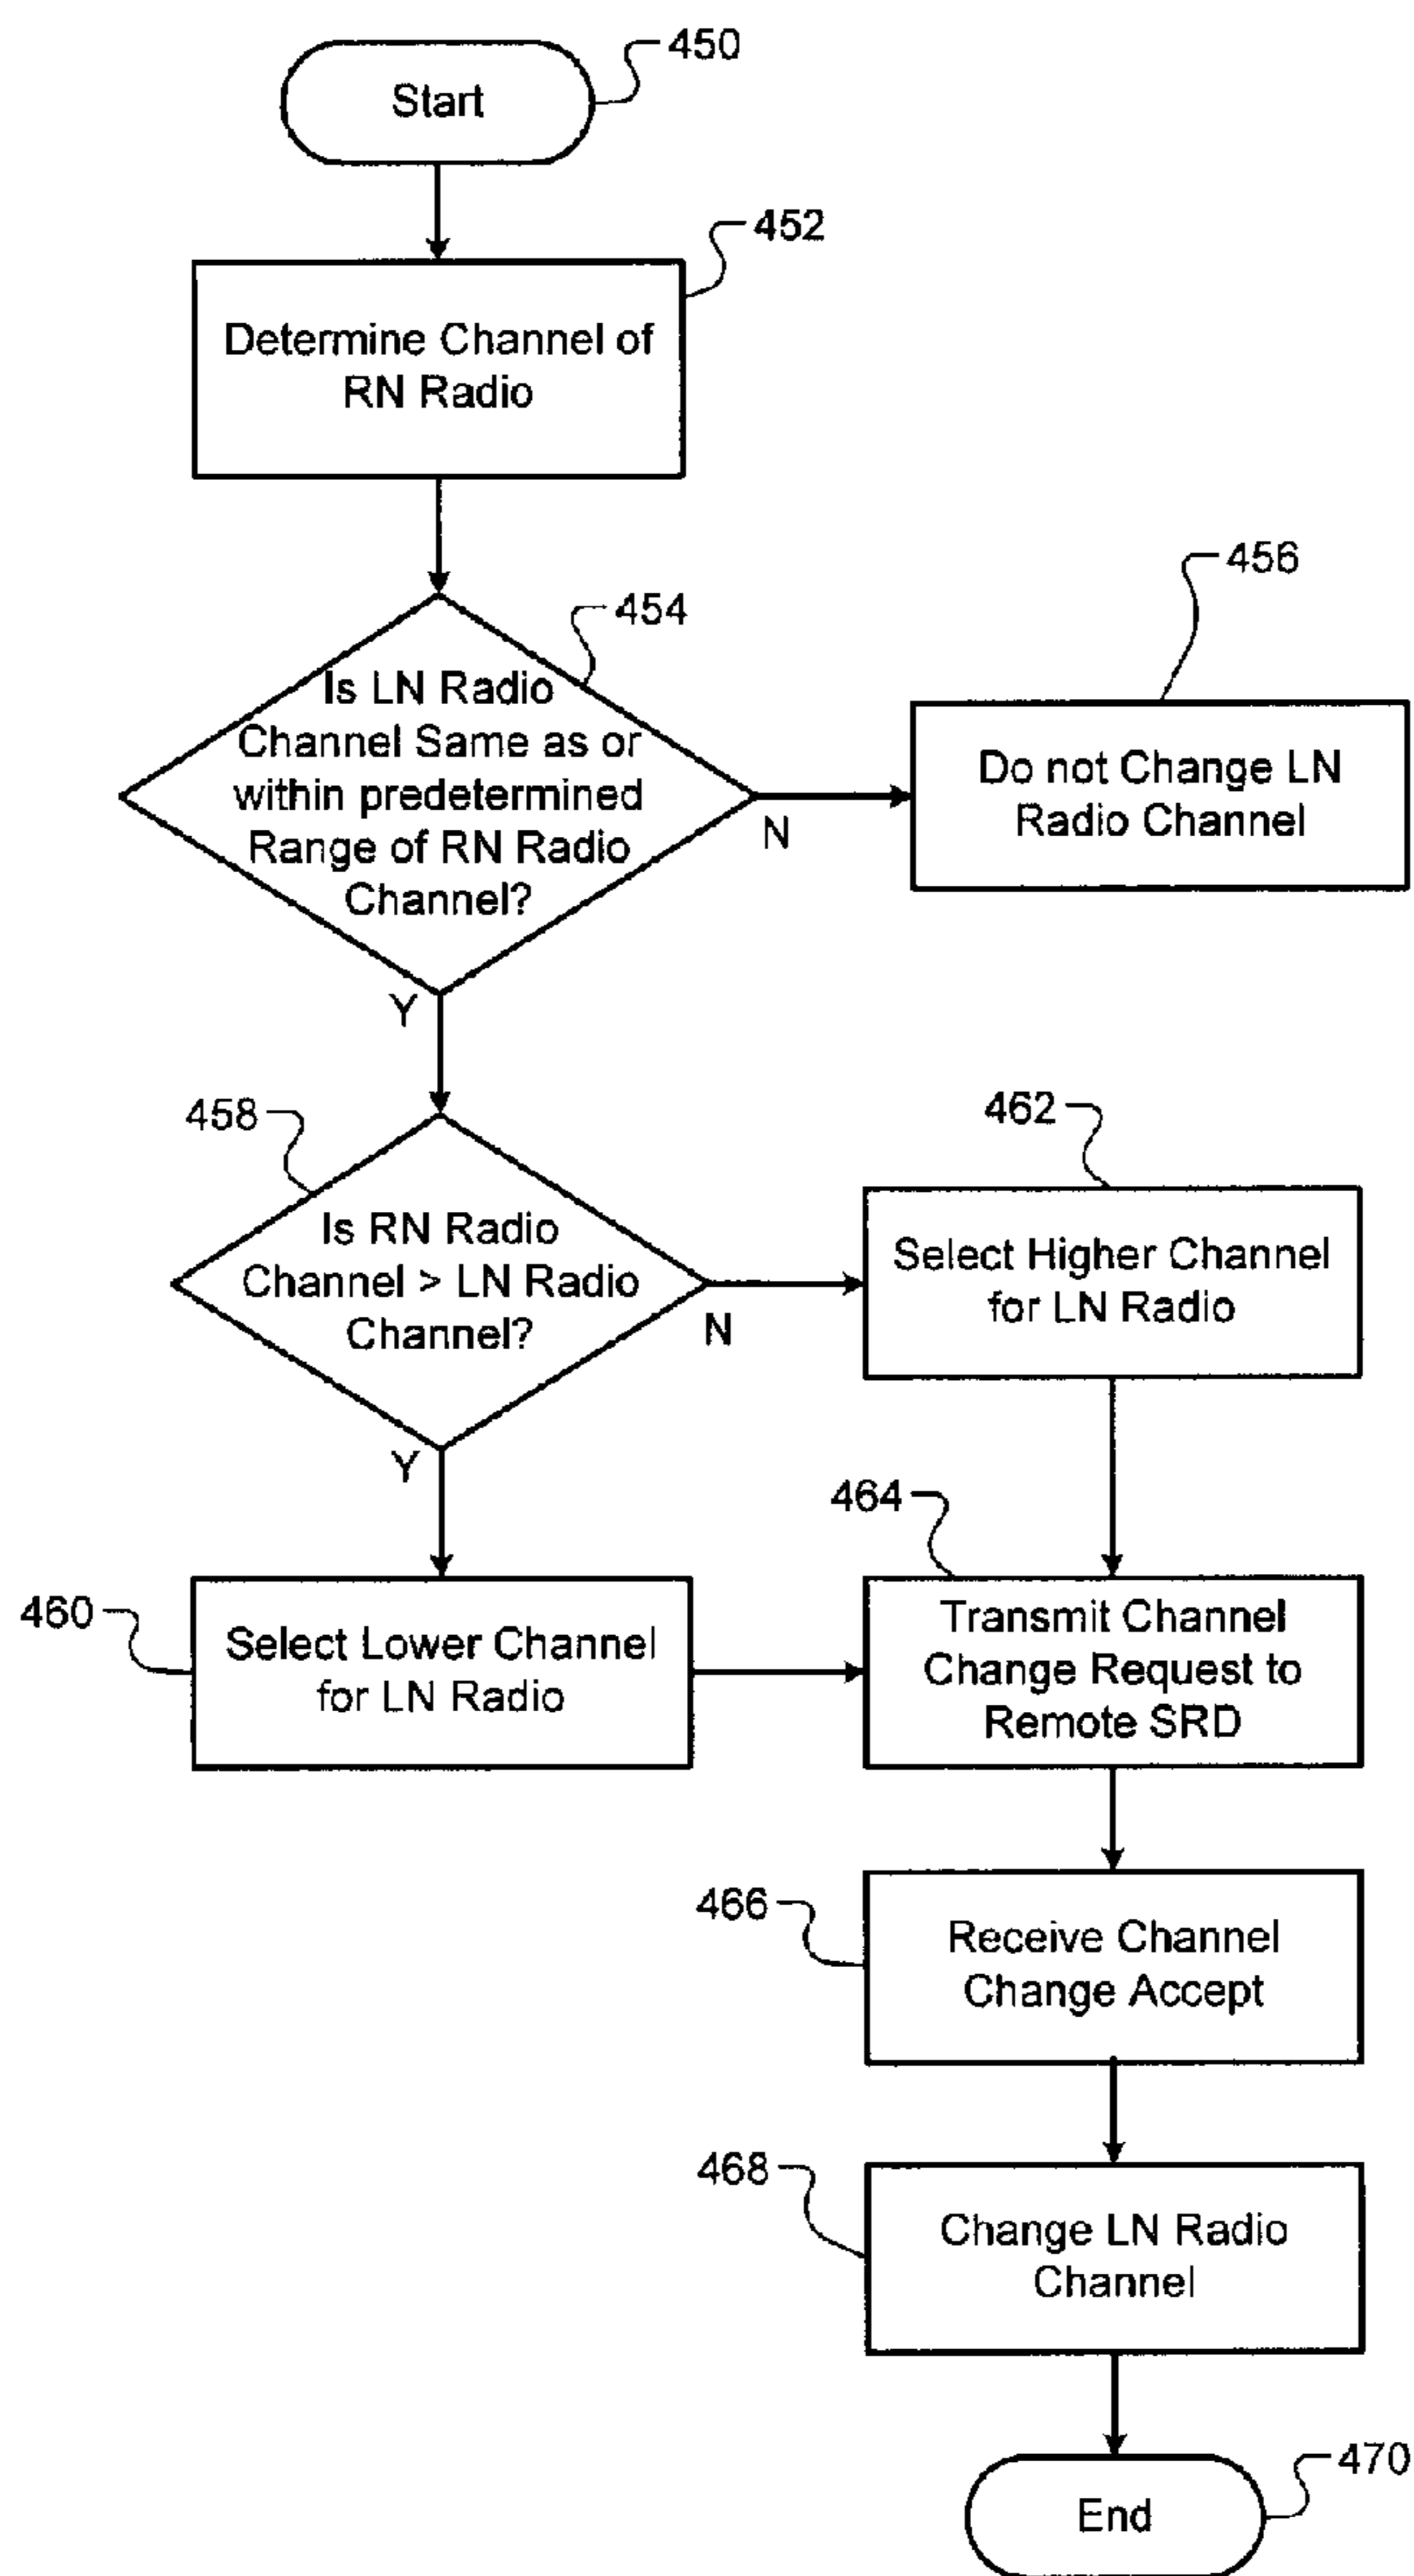 450
Start
452
Determine Channel of
RN Radio
456
454
Is LN Radio
Channel Same as or
within predetermined
Range of RN Radio
Channel?
Do not Change LN
Radio Channel
N
Y
458
462
Is RN Radio
Channel > LN Radio
Channel?
Select Higher Channel
for LN Radio
N
Y
464
460
Select Lower Channel
for LN Radio
Transmit Channel
Change Request to
Remote SRD
466
Receive Channel
Change Accept
468
Change LN Radio
Channel
470
End